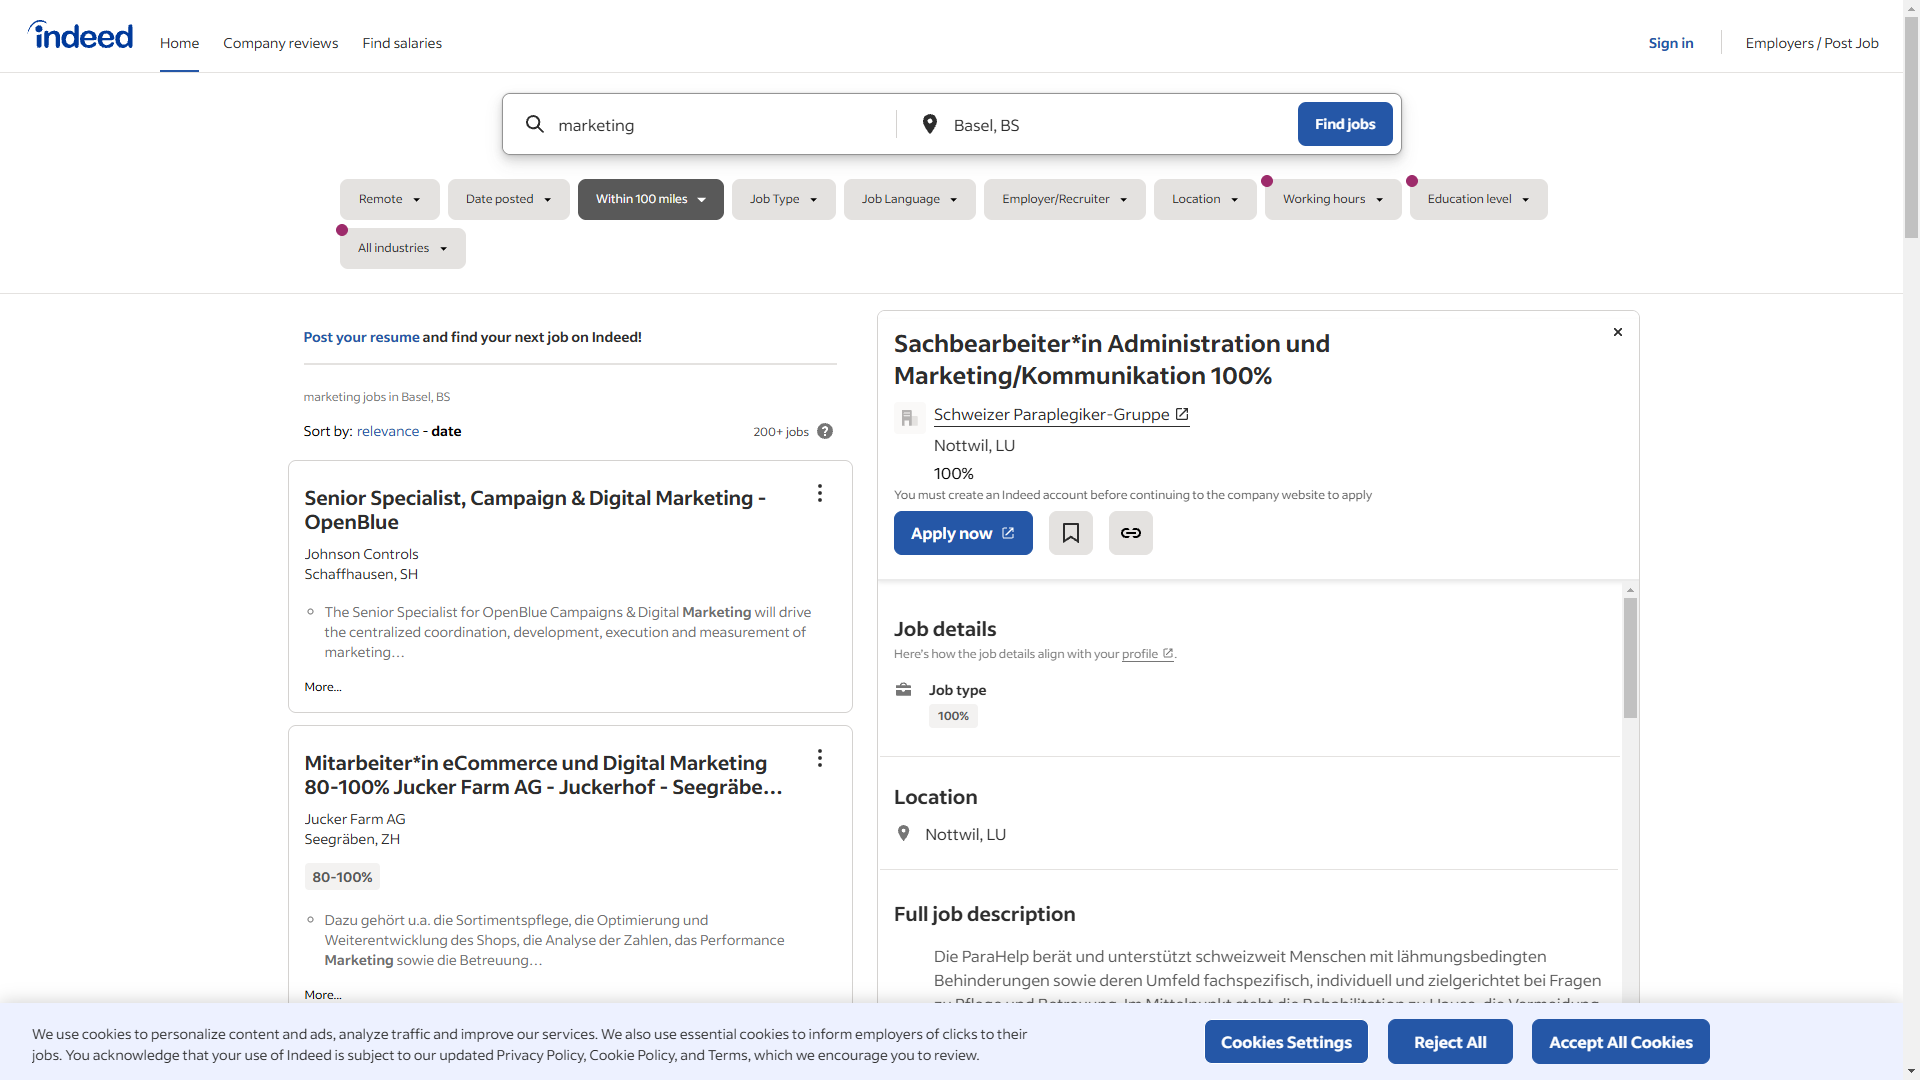 indeed
Home
Company reviews
Find salaries
Sign in
Employers / Post Job
marketing
Basel, BS
Find jobs
Remote
Date posted
Within 100 miles
Job Type
Job Language
Employer/Recruiter
Location
Working hours
Education level
All industries
Post your resume and find your next job on Indeed!
marketing jobs in Basel, BS
Sort by: relevance - date
200+ jobs
Senior Specialist, Campaign & Digital Marketing -
OpenBlue
Johnson Controls
Schaffhausen, SH
The Senior Specialist for OpenBlue Campaigns & Digital Marketing will drive
the centralized coordination, development, execution and measurement of
marketing…
More...
Mitarbeiter*in eCommerce und Digital Marketing
80-100% Jucker Farm AG - Juckerhof - Seegräbe...
Jucker Farm AG
Seegräben, ZH
80-100%
Dazu gehört u.a. die Sortimentspflege, die Optimierung und
Weiterentwicklung des Shops, die Analyse der Zahlen, das Performance
Marketing sowie die Betreuung…
More...
Sachbearbeiter*in Administration und
Marketing/Kommunikation 100%
Schweizer Paraplegiker-Gruppe
Nottwil, LU
100%
You must create an Indeed account before continuing to the company website to apply
Apply now
Job details
Here's how the job details align with your profile.
Job type
100%
Location
Nottwil, LU
Full job description
Die ParaHelp berät und unterstützt schweizweit Menschen mit lähmungsbedingten
Behinderungen sowie deren Umfeld fachspezifisch, individuell und zielgerichtet bei Fragen
zu Pflege und Betreuung. Im Mittelpunkt steht die Rehabilitation zu Hause, die Vermeidung
We use cookies to personalize content and ads, analyze traffic and improve our services. We also use essential cookies to inform employers of clicks to their
jobs. You acknowledge that your use of Indeed is subject to our updated Privacy Policy, Cookie Policy, and Terms, which we encourage you to review.
Cookies Settings
Reject All
Accept All Cookies